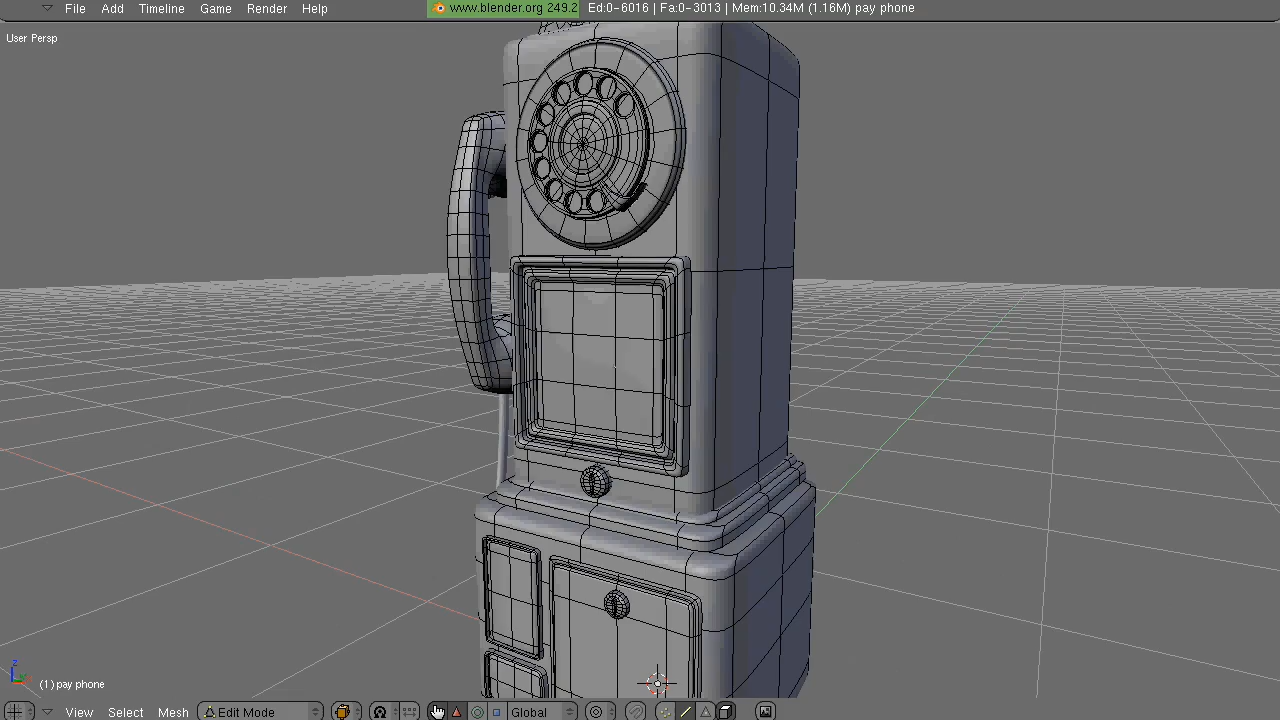 File Add Timeline Game Render Help www.blender.org 249.2 Ed:0-6016 | Fa:0-3013 | Mem:10.34M (1.16M) pay phone
User Persp
z
(1) pay phone
View Select Mesh Edit Mode Global